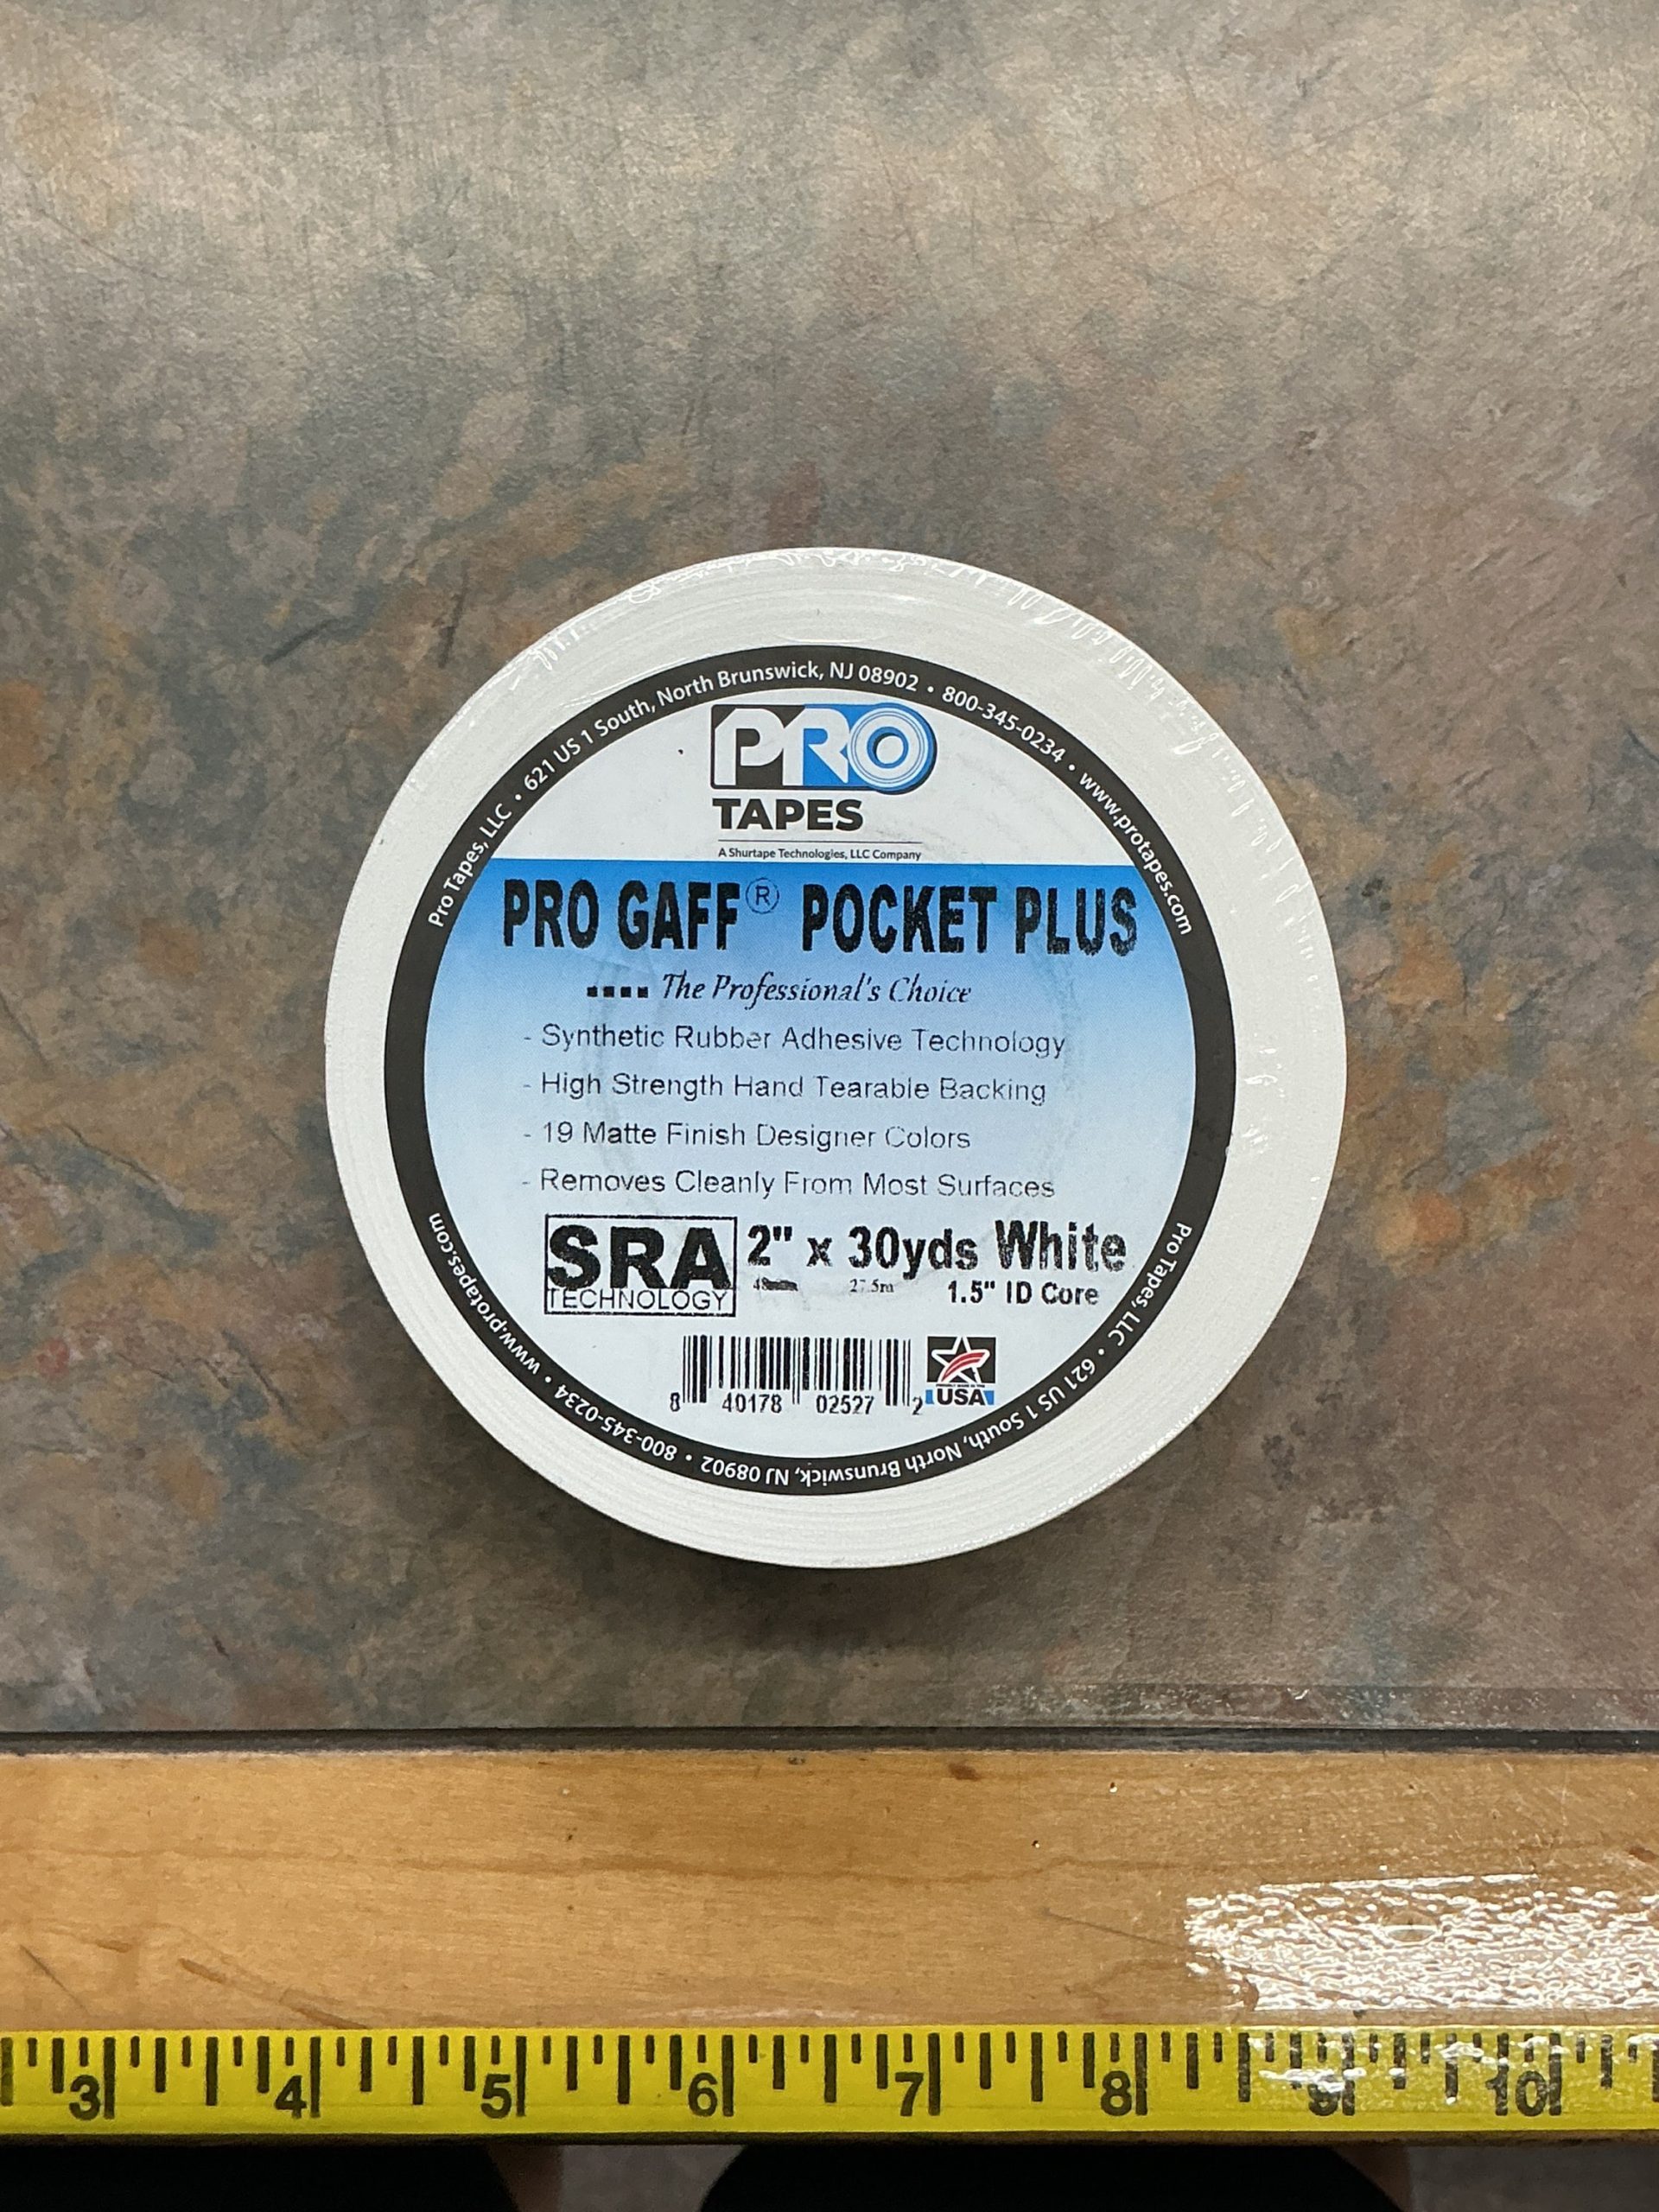 Pro Tapes, LLC • 621 US 1 South, North Brunswick, NJ 08902 • 800-345-0234 • www.protapes.com
PRO
TAPES
A Shurtape Technologies, LLC Company
PRO GAFF® POCKET PLUS
The Professional's Choice
- Synthetic Rubber Adhesive Technology
- High Strength Hand Tearable Backing
- 19 Matte Finish Designer Colors
- Removes Cleanly From Most Surfaces
SRA
TECHNOLOGY
2" x 30yds White
27.5m 1.5" ID Core
8 40178 02527 2
USA
Pro Tapes, LLC • 621 US 1 South, North Brunswick, NJ 08902 • 800-345-0234 • www.protapes.com
3 4 5 6 7 8 9 10